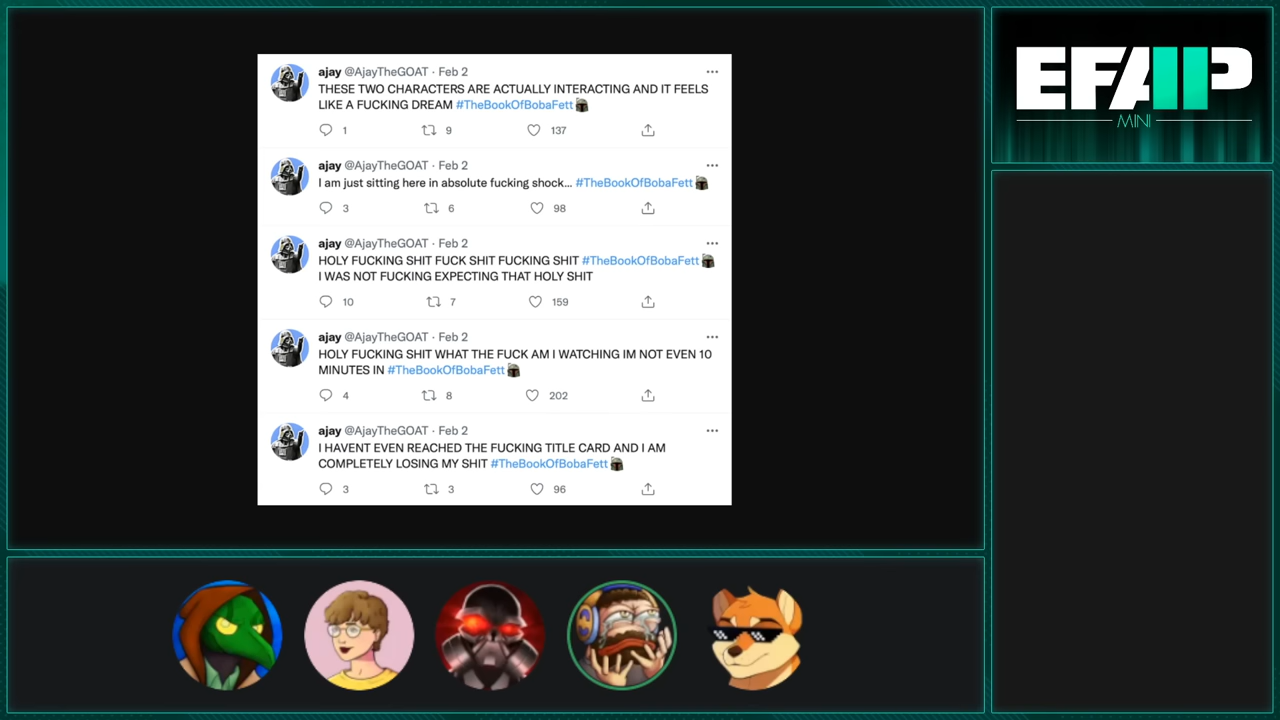 ajay @AjayTheGOAT · Feb 2
THESE TWO CHARACTERS ARE ACTUALLY INTERACTING AND IT FEELS
LIKE A FUCKING DREAM #TheBookOfBobaFett
1 9 137
ajay @AjayTheGOAT · Feb 2
I am just sitting here in absolute fucking shock... #TheBookOfBobaFett
3 6 98
ajay @AjayTheGOAT · Feb 2
HOLY FUCKING SHIT FUCK SHIT FUCKING SHIT #TheBookOfBobaFett
I WAS NOT FUCKING EXPECTING THAT HOLY SHIT
10 7 159
ajay @AjayTheGOAT · Feb 2
HOLY FUCKING SHIT WHAT THE FUCK AM I WATCHING IM NOT EVEN 10
MINUTES IN #TheBookOfBobaFett
4 8 202
ajay @AjayTheGOAT · Feb 2
I HAVENT EVEN REACHED THE FUCKING TITLE CARD AND I AM
COMPLETELY LOSING MY SHIT #TheBookOfBobaFett
3 3 96
EFAP
MINI